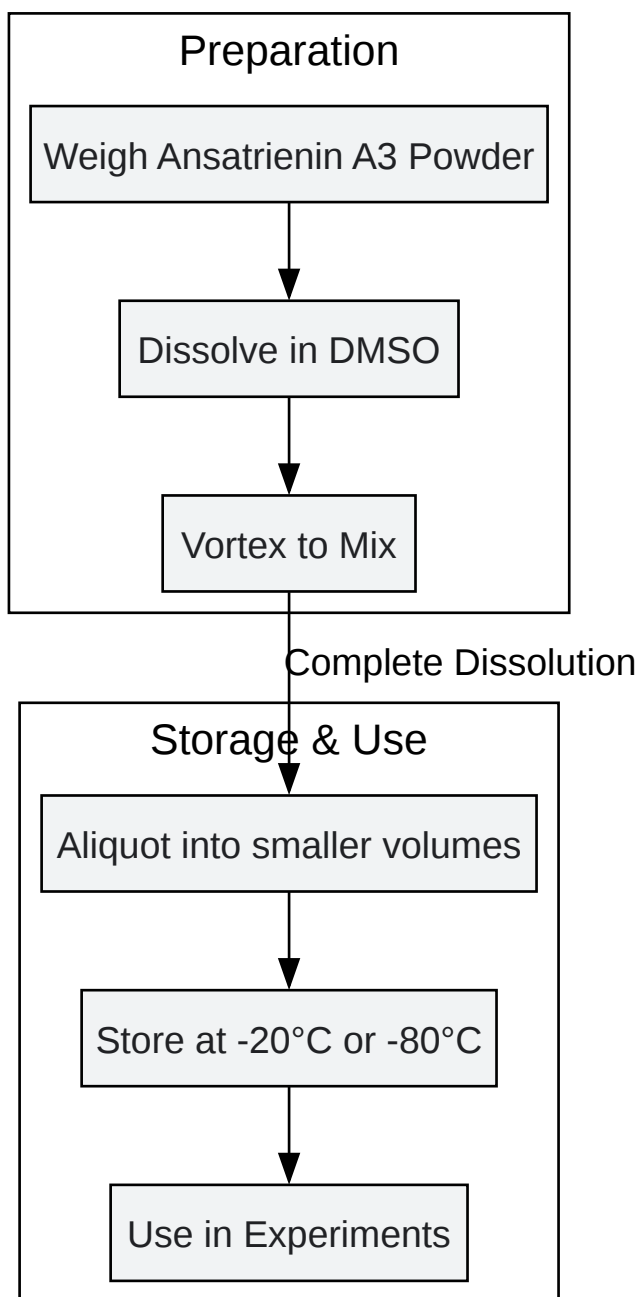 Preparation
Weigh Ansatrienin A3 Powder
Dissolve in DMSO
Vortex to Mix
Complete Dissolution
Storage & Use
Aliquot into smaller volumes
Store at -20°C or -80°C
Use in Experiments